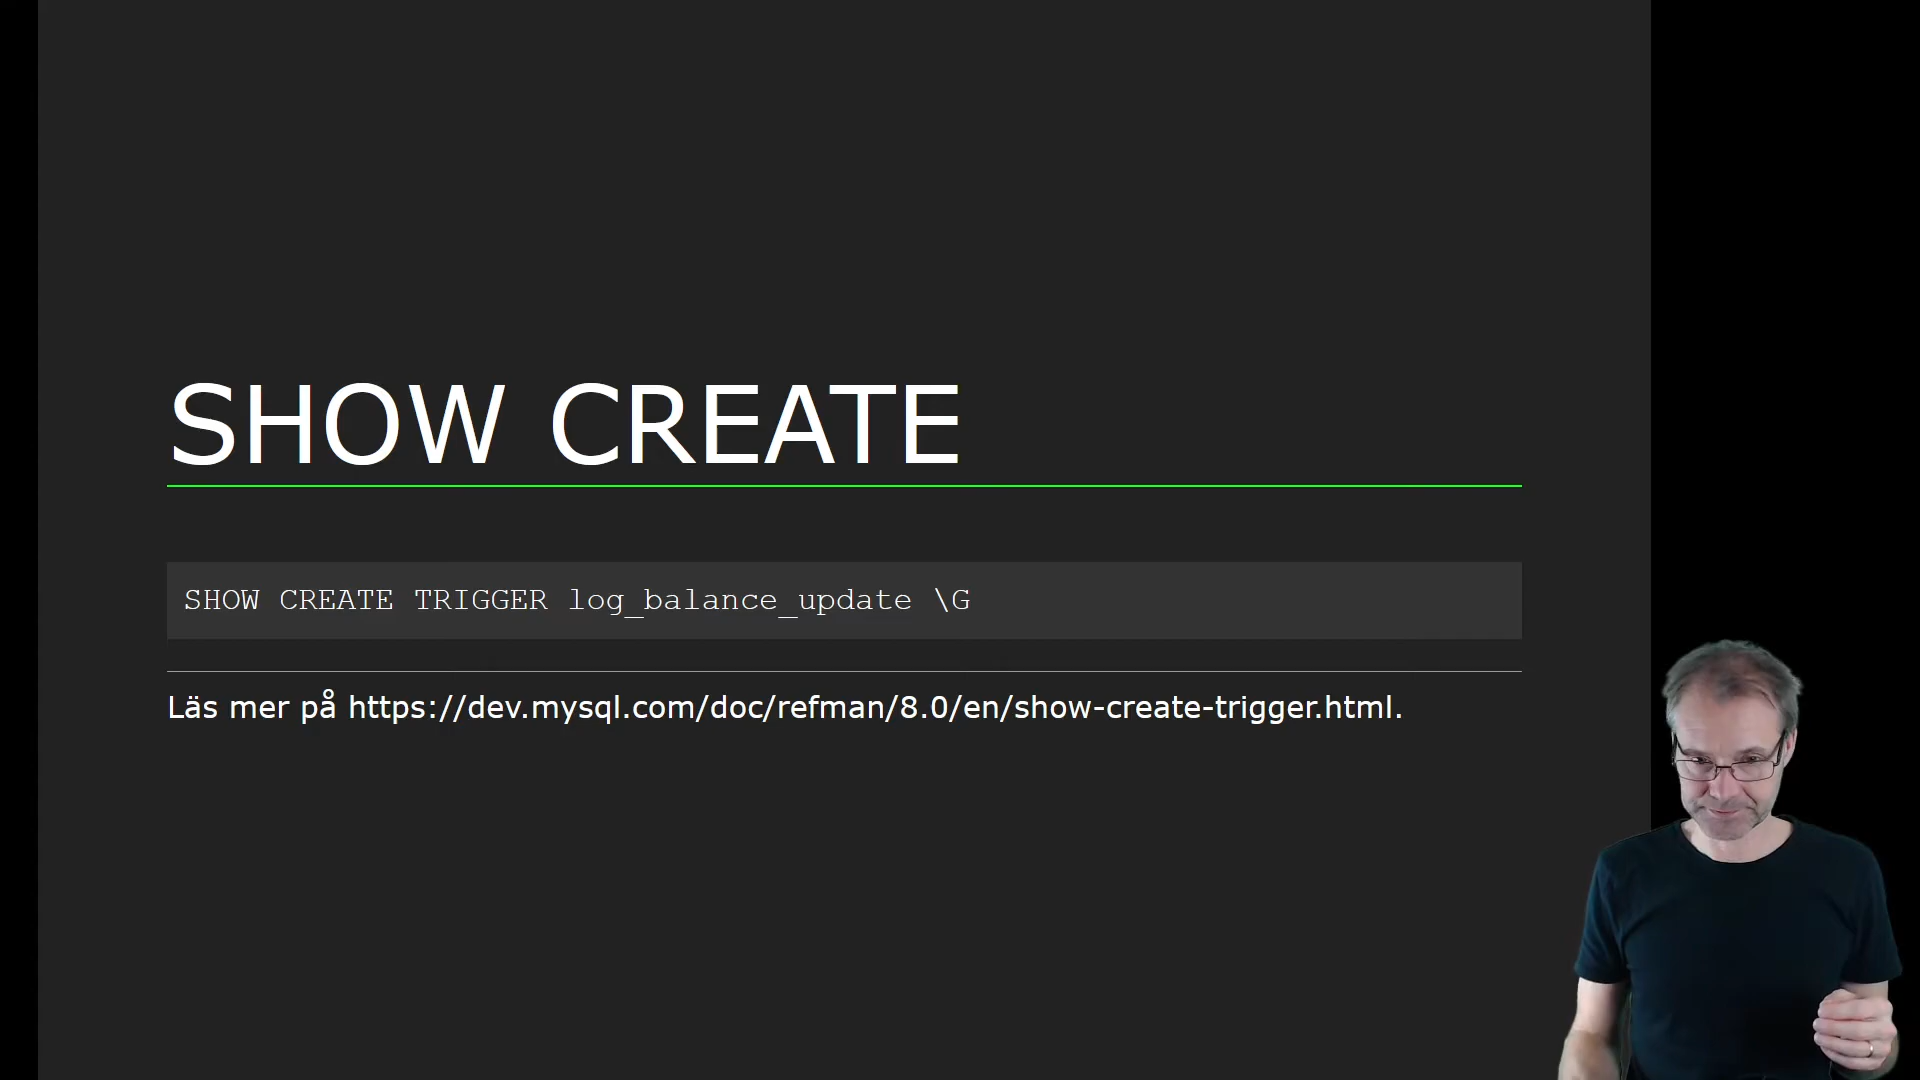 SHOW CREATE
SHOW CREATE TRIGGER log_balance_update \G
Läs mer på https://dev.mysql.com/doc/refman/8.0/en/show-create-trigger.html.